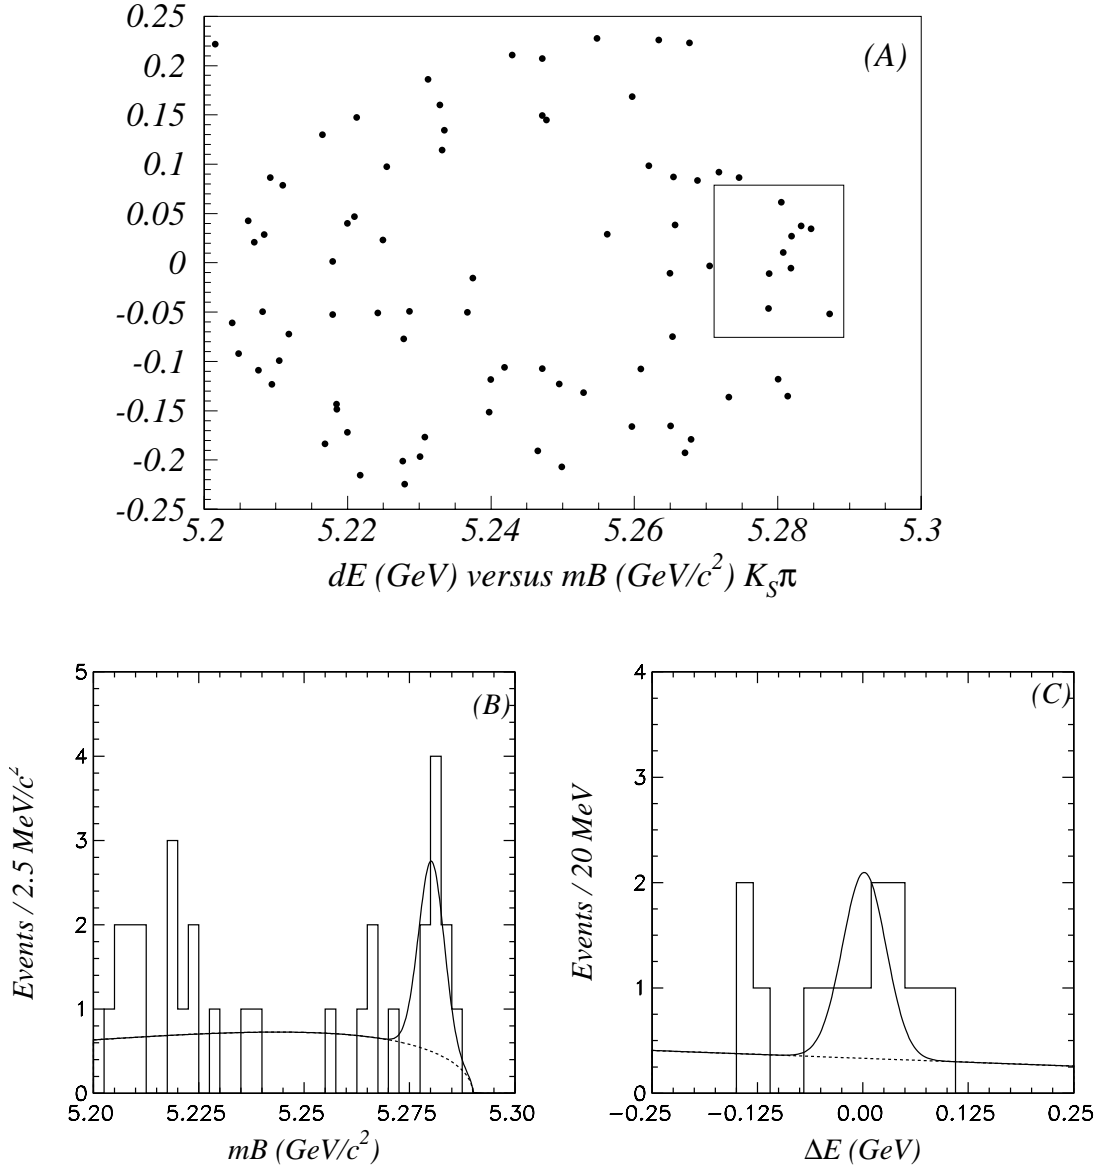 0.25
(A)
0.2
0.15
0.1
0.05
0
-0.05
-0.1
-0.15
-0.2
-0.25
5.2 5.22 5.24 5.26 5.28 5.3
dE (GeV) versus mB (GeV/c²) K_Sπ
5
(B)
4
3
2
1
0
Events / 2.5 MeV/c²
5.20 5.225 5.25 5.275 5.30
mB (GeV/c²)
4
(C)
3
2
1
0
Events / 20 MeV
-0.25 -0.125 0.00 0.125 0.25
ΔE (GeV)